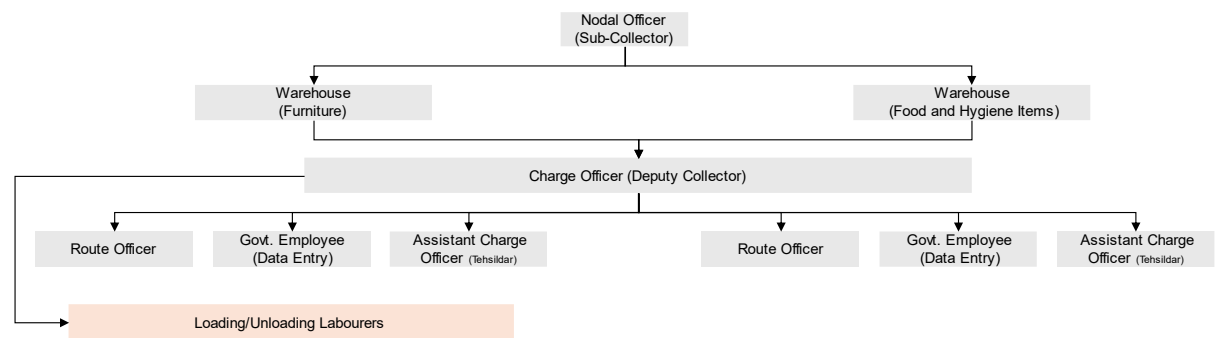 Nodal Officer
(Sub-Collector)
Warehouse
(Furniture)
Warehouse
(Food and Hygiene Items)
Charge Officer (Deputy Collector)
Route Officer
Govt. Employee
(Data Entry)
Assistant Charge
Officer (Tehsildar)
Route Officer
Govt. Employee
(Data Entry)
Assistant Charge
Officer (Tehsildar)
Loading/Unloading Labourers